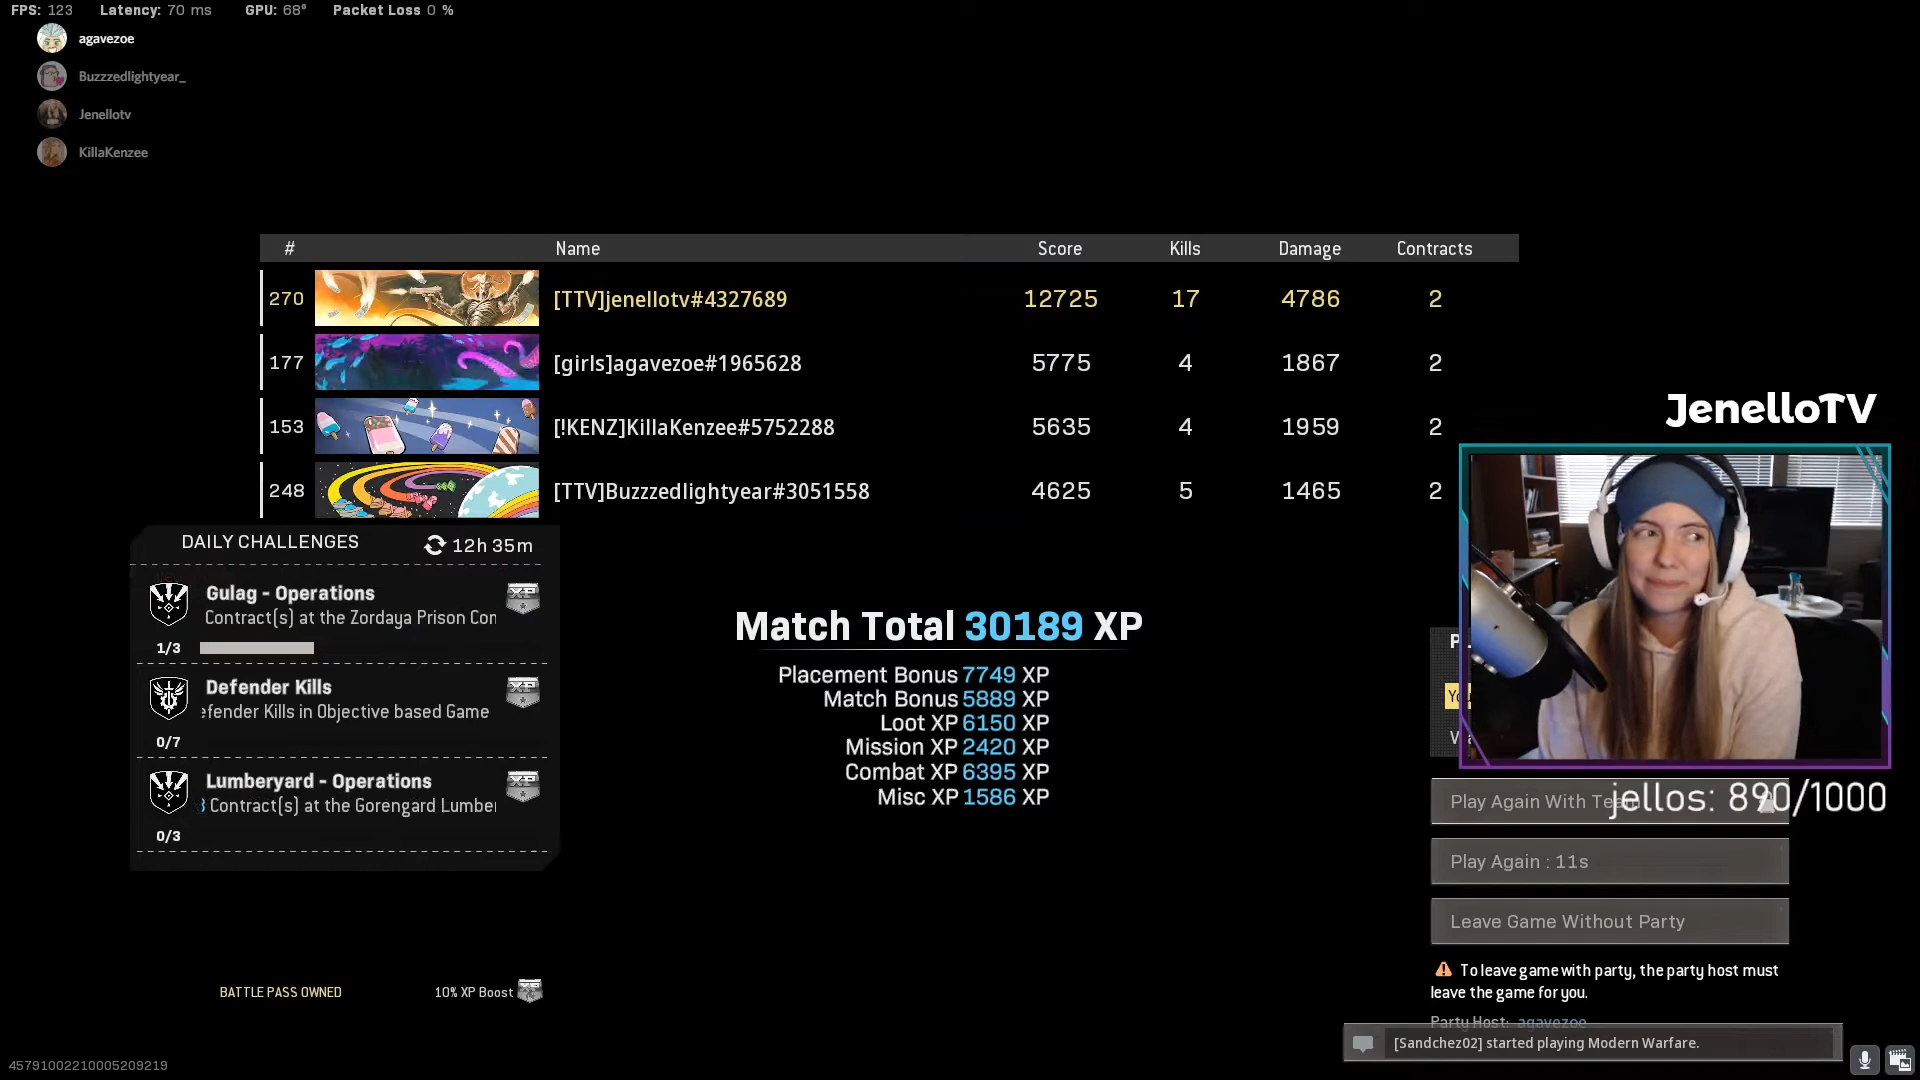 FPS: 123 Latency: 70 ms GPU: 68° Packet Loss 0 %
agavezoe
Buzzzedlightyear_
Jenellotv
KillaKenzee
# Name Score Kills Damage Contracts
270 [TTV]jenellotv#4327689 12725 17 4786 2
177 [girls]agavezoe#1965628 5775 4 1867 2
153 [!KENZ]KillaKenzee#5752288 5635 4 1959 2
248 [TTV]Buzzzedlightyear#3051558 4625 5 1465 2
JenelloTV
DAILY CHALLENGES 12h 35m
Gulag - Operations XP
Contract(s) at the Zordaya Prison Con
1/3
Defender Kills XP
efender Kills in Objective based Game
0/7
Lumberyard - Operations XP
3 Contract(s) at the Gorengard Lumber
0/3
BATTLE PASS OWNED 10% XP Boost XP
Match Total 30189 XP
Placement Bonus 7749 XP
Match Bonus 5889 XP
Loot XP 6150 XP
Mission XP 2420 XP
Combat XP 6395 XP
Misc XP 1586 XP
Play Again With Team
jellos: 890/1000
Play Again : 11s
Leave Game Without Party
To leave game with party, the party host must
leave the game for you.
Party Host: agavezoe
[Sandchez02] started playing Modern Warfare.
45791002210005209219